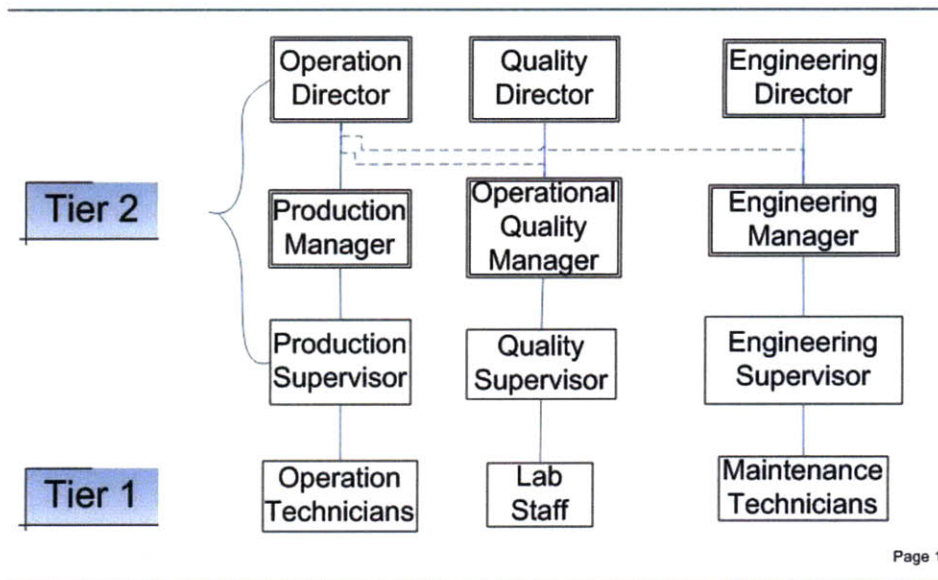 Operation
Director
Quality
Director
Engineering
Director
Tier 2
Production
Manager
Operational
Quality
Manager
Engineering
Manager
Production
Supervisor
Quality
Supervisor
Engineering
Supervisor
Tier 1
Operation
Technicians
Lab
Staff
Maintenance
Technicians
Page 1